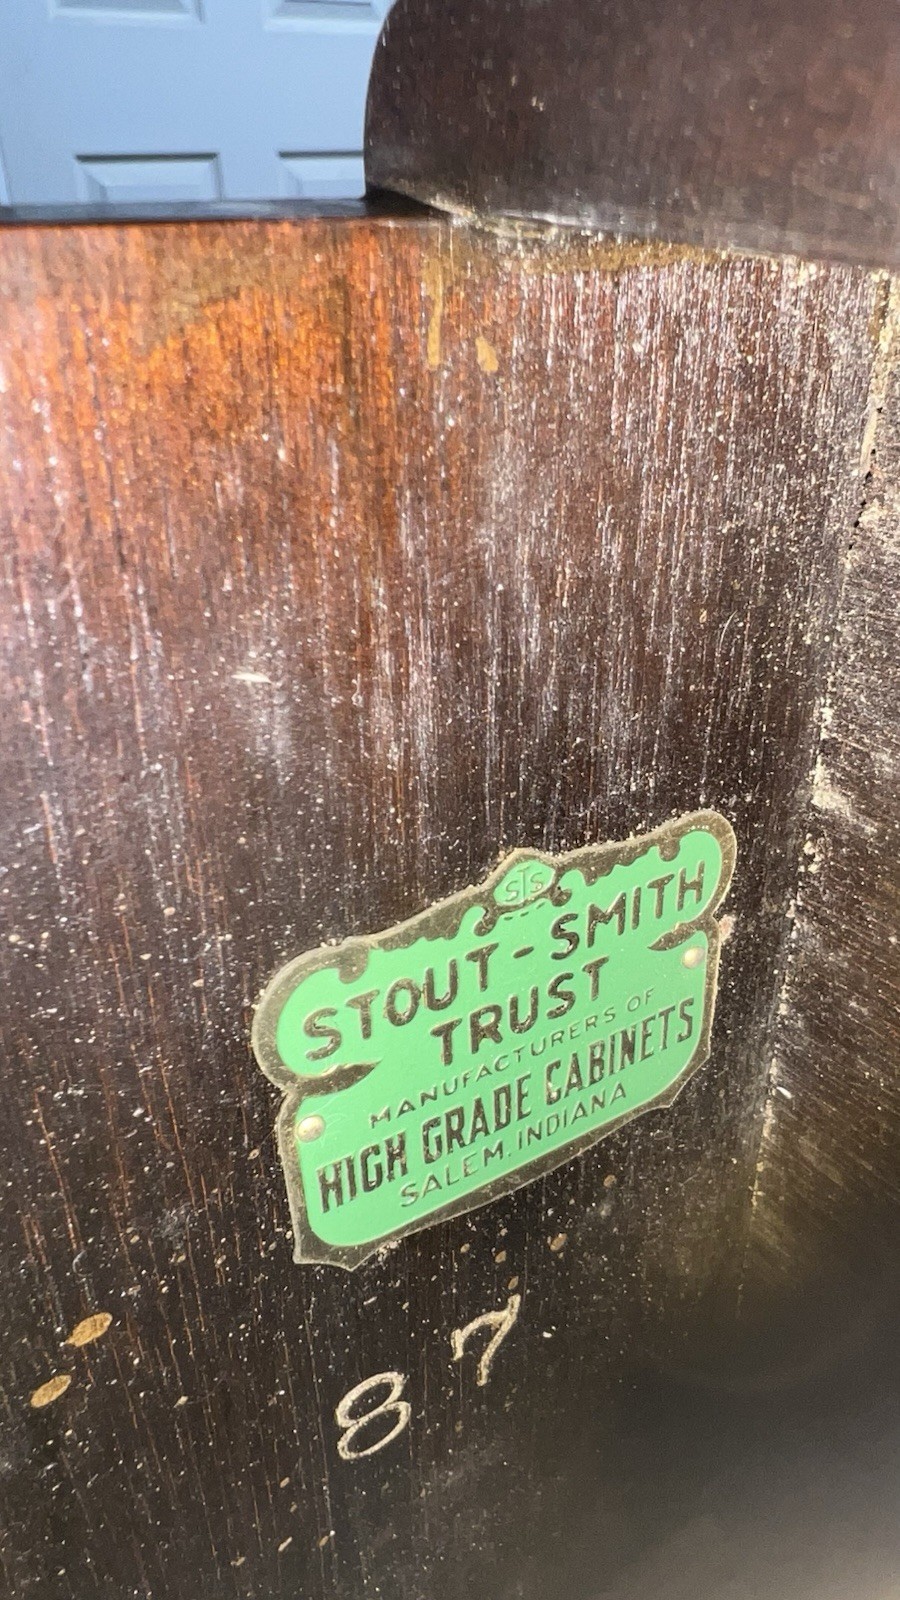 STS
STOUT-SMITH
TRUST
MANUFACTURERS OF
HIGH GRADE CABINETS
SALEM, INDIANA
87